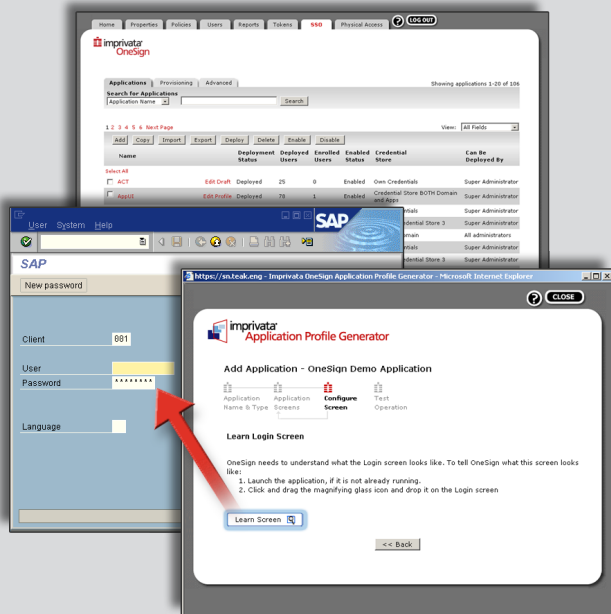 Home Properties Policies Users Reports Tokens SSO Physical Access ? LOG OUT
imprivata
OneSign
Applications Provisioning Advanced
Showing applications 1-20 of 106
Search for Applications
Application Name Search
1 2 3 4 5 6 Next Page
View: All Fields
Add Copy Import Export Deploy Delete Enable Disable
Name Deployment Status Deployed Users Enrolled Users Enabled Status Credential Store Can Be Deployed By
Select All
ACT Edit Draft Deployed 25 0 Enabled Own Credentials Super Administrator
AppUI Edit Profile Deployed 78 1 Enabled Credential Store BOTH Domain and Apps Super Administrator
Super Administrator
Store 3 Super Administrator
All administrators
Super Administrator
Store 3 Super Administrator
User System Help
SAP
SAP
New password
Client 001
User
Password ********
Language
https://sn.teak.eng - Imprivata OneSign Application Profile Generator - Microsoft Internet Explorer
? CLOSE
imprivata
Application Profile Generator
Add Application - OneSign Demo Application
Application Name & Type
Application Screens
Configure Screen
Test Operation
Learn Login Screen
OneSign needs to understand what the Login screen looks like. To tell OneSign what this screen looks
like:
1. Launch the application, if it is not already running.
2. Click and drag the magnifying glass icon and drop it on the Login screen
Learn Screen
<< Back